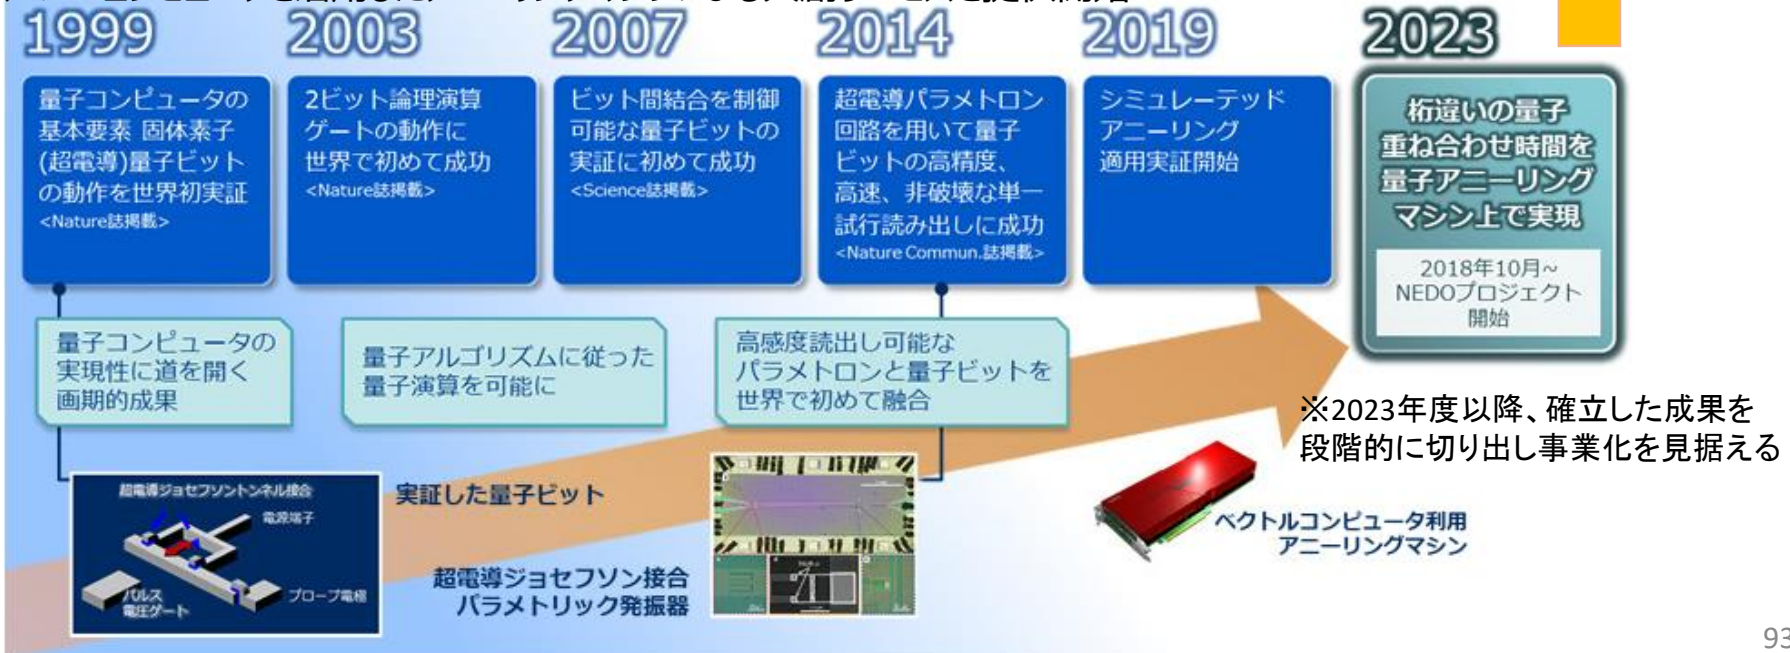 1999
2003
2007
2014
2019
2023
量子コンピュータの
基本要素 固体素子
(超電導)量子ビット
の動作を世界初実証
<Nature誌掲載>
2ビット論理演算
ゲートの動作に
世界で初めて成功
<Nature誌掲載>
ビット間結合を制御
可能な量子ビットの
実証に初めて成功
<Science誌掲載>
超電導パラメトロン
回路を用いて量子
ビットの高精度、
高速、非破壊な単一
試行読み出しに成功
<Nature Commun.誌掲載>
シミュレーテッド
アニーリング
適用実証開始
桁違いの量子
重ね合わせ時間を
量子アニーリング
マシン上で実現
2018年10月~
NEDOプロジェクト
開始
量子コンピュータの
実現性に道を開く
画期的成果
量子アルゴリズムに従った
量子演算を可能に
高感度読出し可能な
パラメトロンと量子ビットを
世界で初めて融合
※2023年度以降、確立した成果を
段階的に切り出し事業化を見据える
超電導ジョセフソントンネル接合
電源端子
パルス
電圧ゲート
プローブ電極
実証した量子ビット
超電導ジョセフソン接合
パラメトリック発振器
ベクトルコンピュータ利用
アニーリングマシン
93